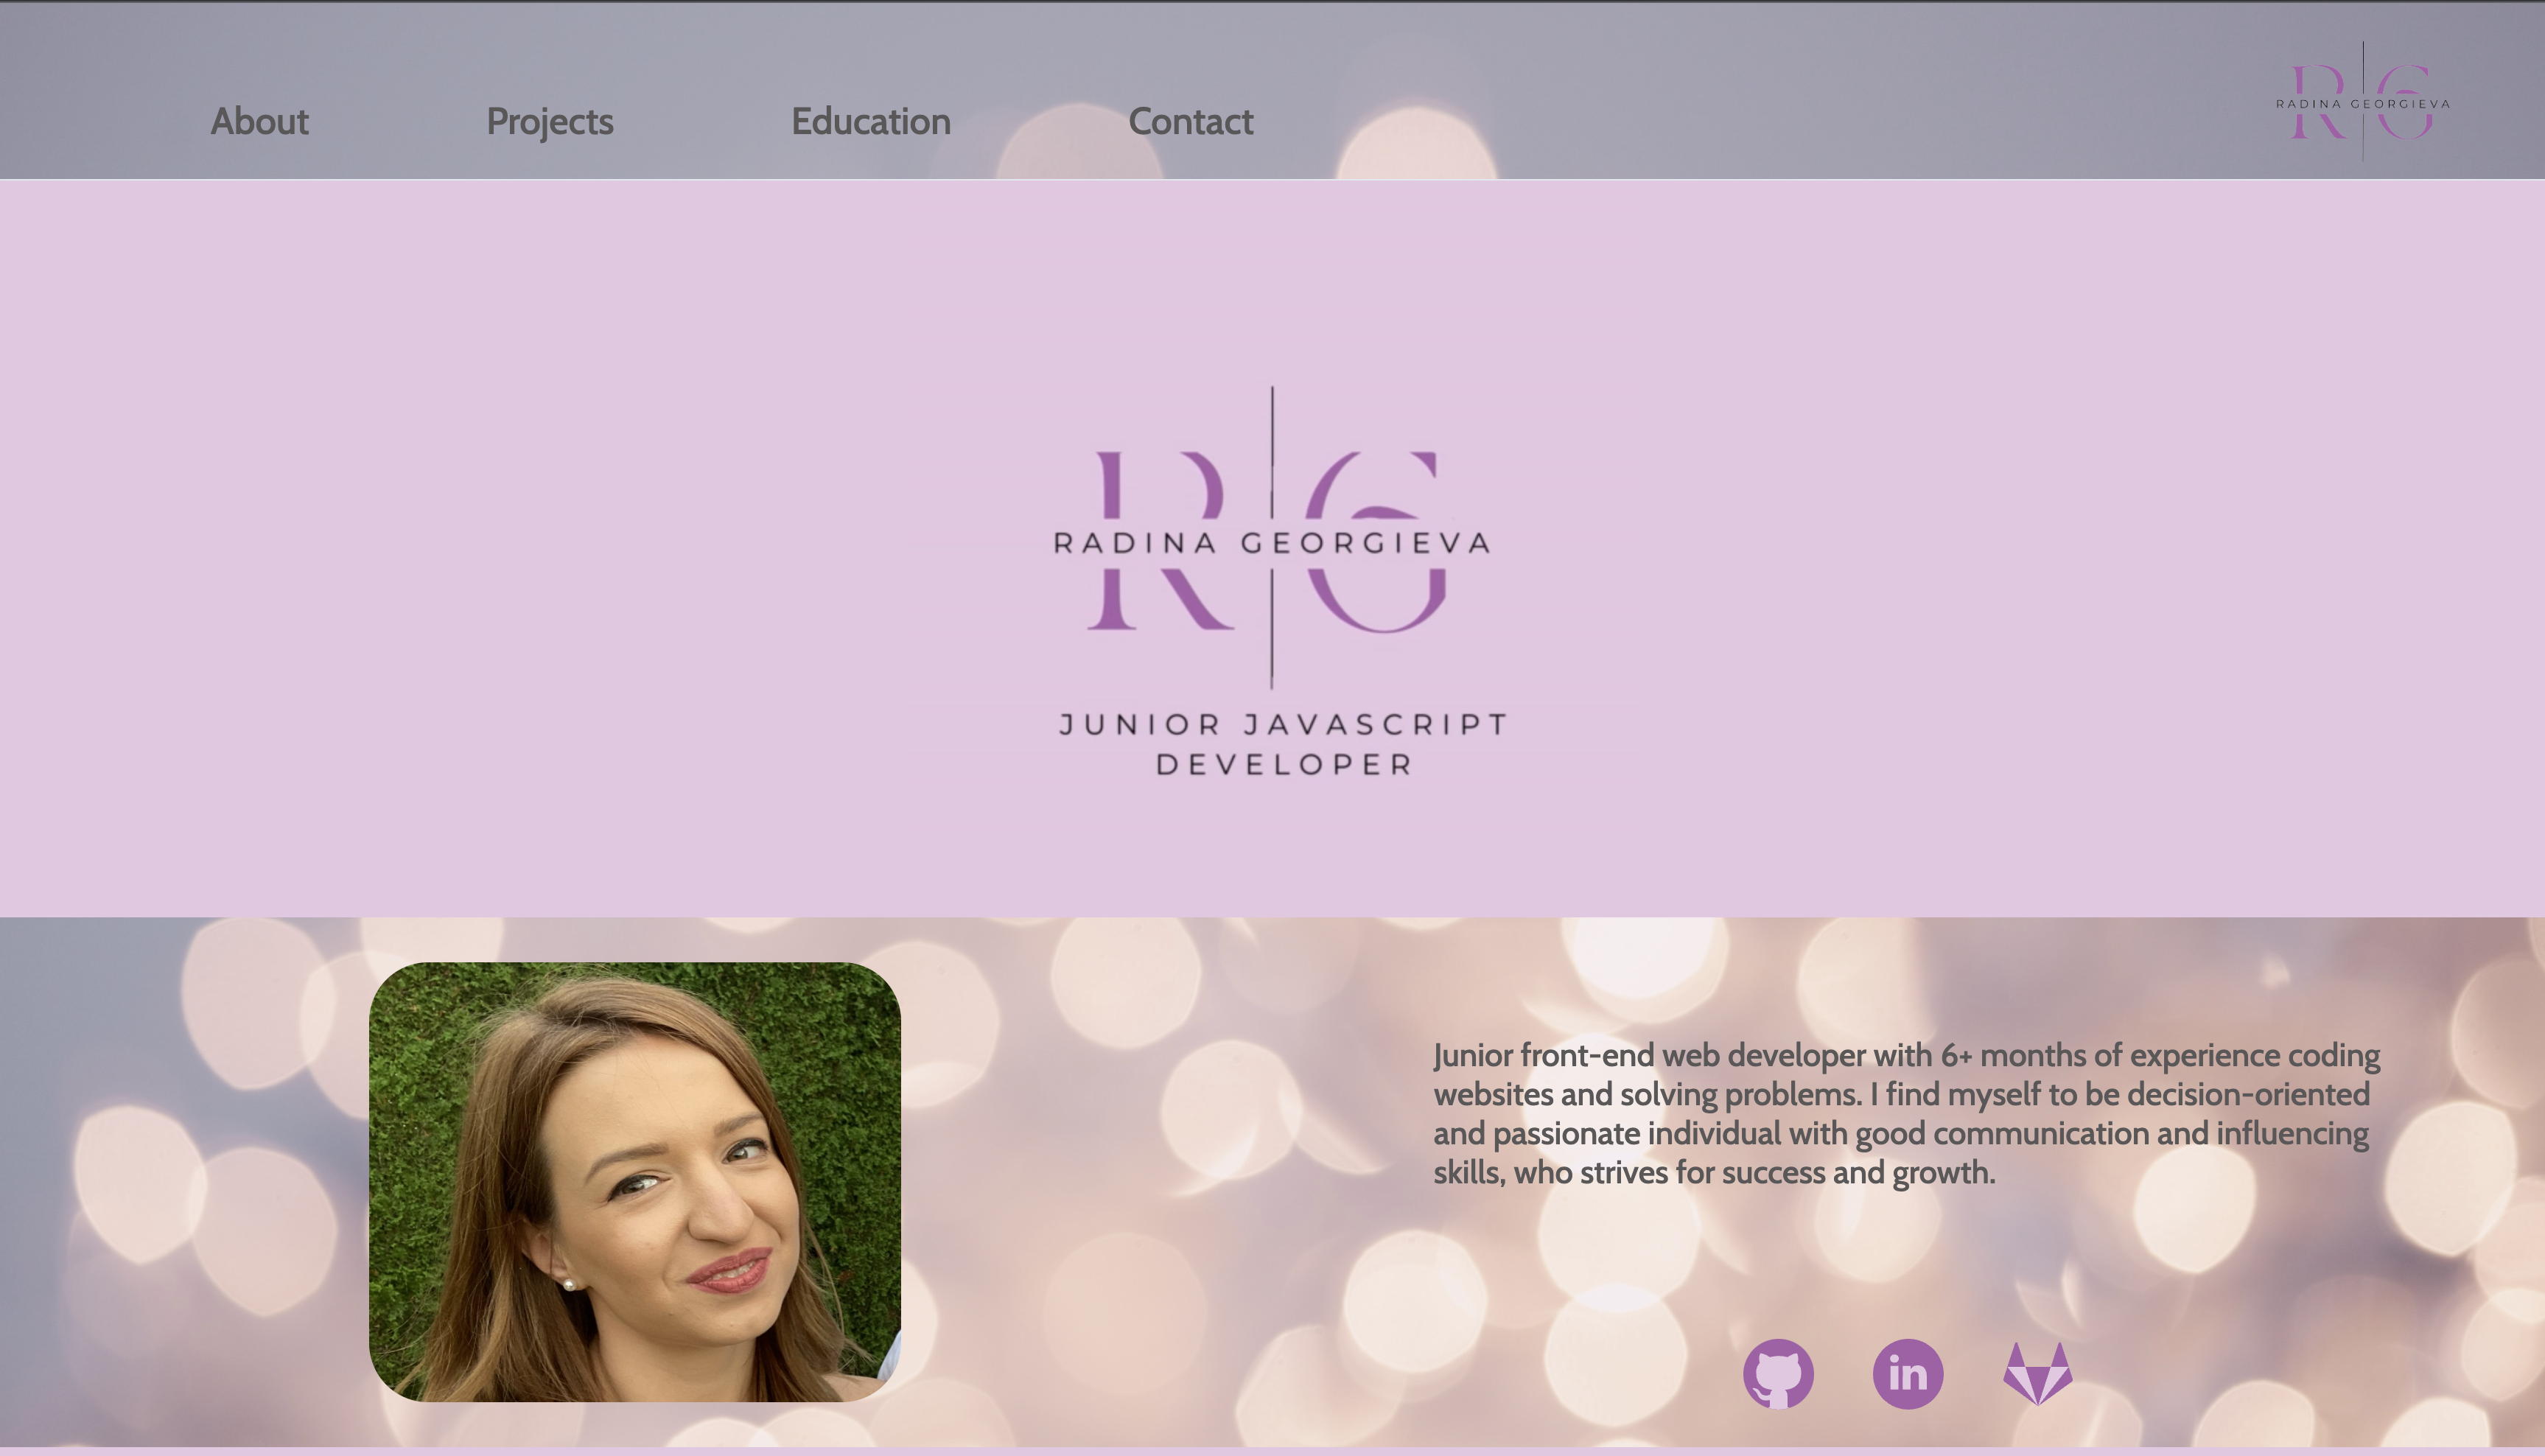 About
Projects
Education
Contact
RADINA GEORGIEVA
RG
RADINA GEORGIEVA
RG
JUNIOR JAVASCRIPT
DEVELOPER
Junior front-end web developer with 6+ months of experience coding
websites and solving problems. I find myself to be decision-oriented
and passionate individual with good communication and influencing
skills, who strives for success and growth.
in